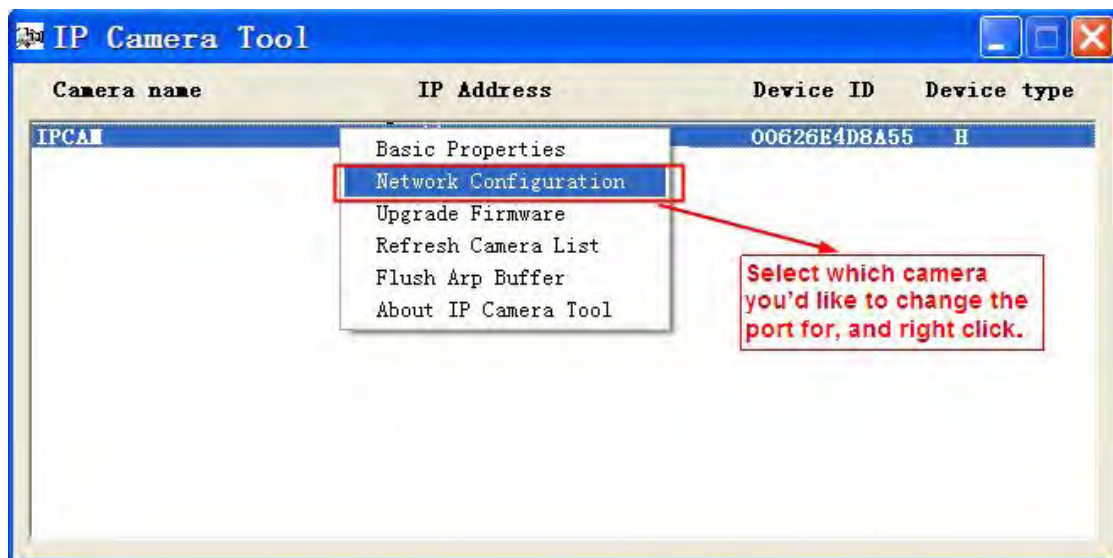 IP Camera Tool
Camera name IP Address Device ID Device type
IPCAM 00626E4D8A55 H
Basic Properties
Network Configuration
Upgrade Firmware
Refresh Camera List
Flush Arp Buffer
About IP Camera Tool
Select which camera
you'd like to change the
port for, and right click.